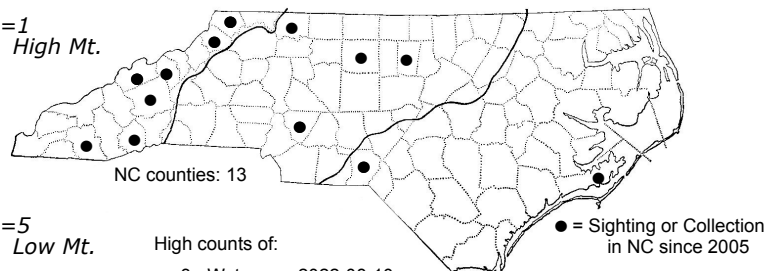 =1
High Mt.
NC counties: 13
=5
Low Mt.
High counts of:
● = Sighting or Collection
in NC since 2005